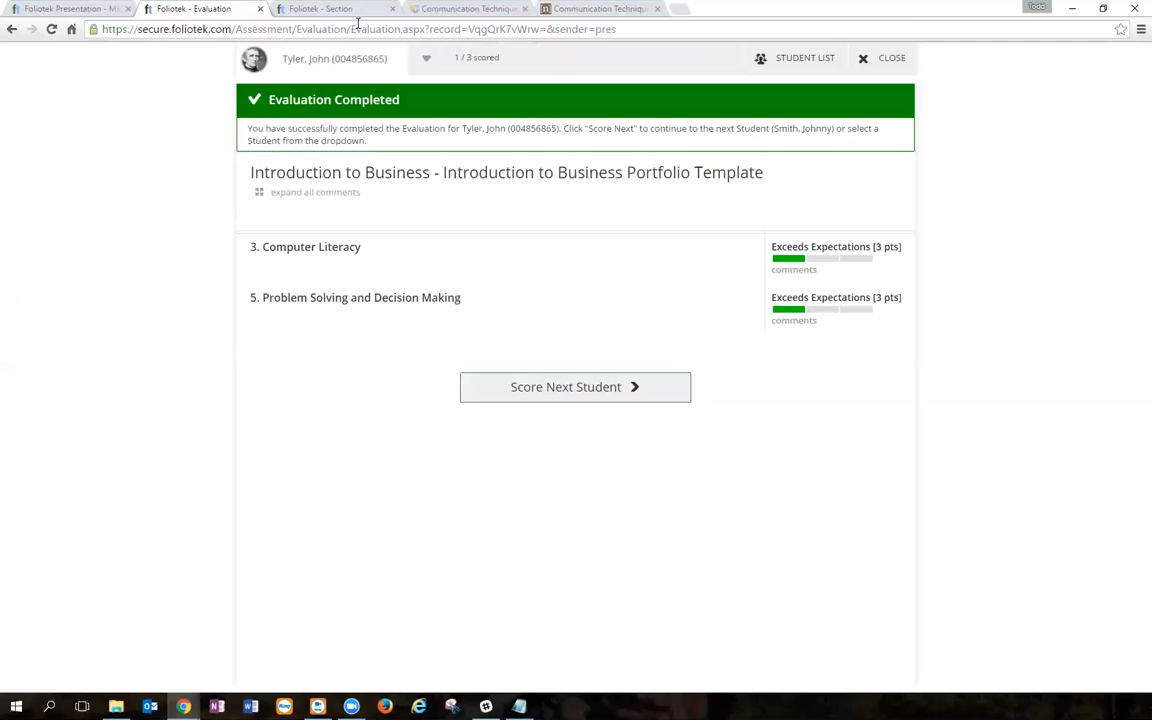 Foliotek Presentation - M
Foliotek - Evaluation
Foliotek - Section
Communication Technique
Communication Technique
Todd
https://secure.foliotek.com/Assessment/Evaluation/Evaluation.aspx?record=VqgQrK7vWrw=&sender=pres
Tyler, John (004856865)
1 / 3 scored
STUDENT LIST
CLOSE
Evaluation Completed
You have successfully completed the Evaluation for Tyler, John (004856865). Click "Score Next" to continue to the next Student (Smith, Johnny) or select a
Student from the dropdown.
Introduction to Business - Introduction to Business Portfolio Template
expand all comments
3. Computer Literacy
Exceeds Expectations [3 pts]
comments
5. Problem Solving and Decision Making
Exceeds Expectations [3 pts]
comments
Score Next Student